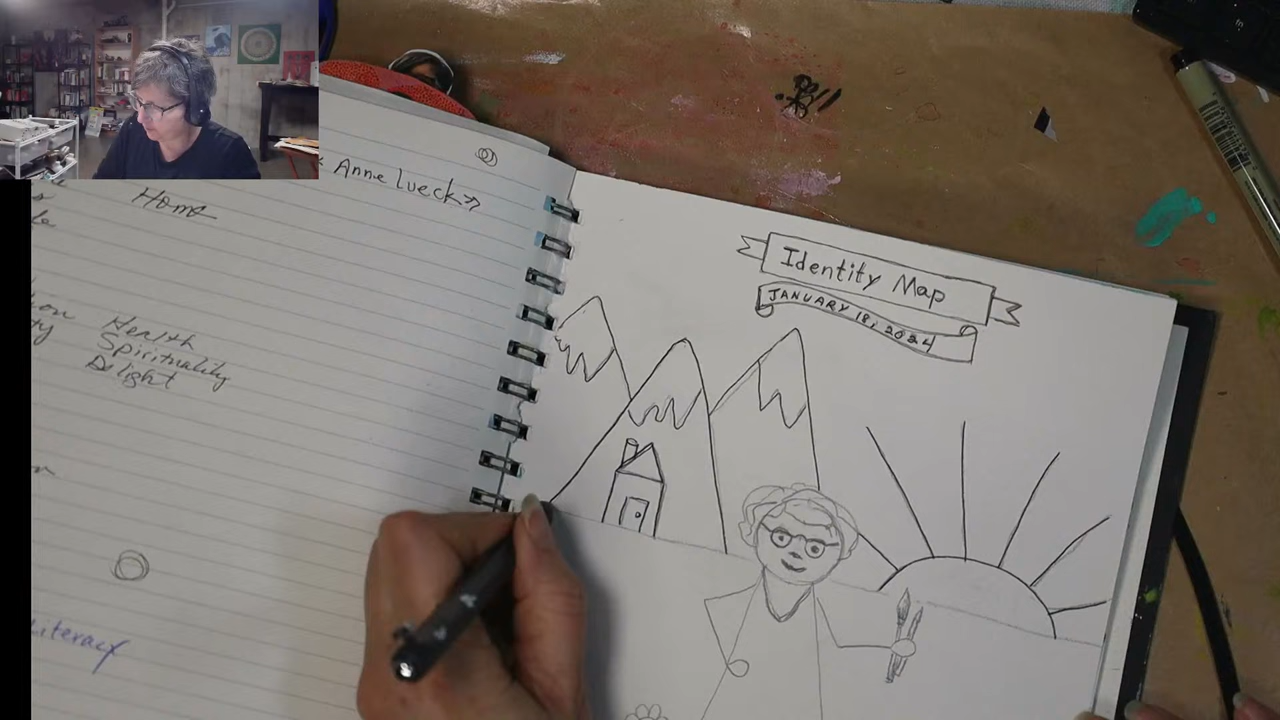 Anne Lueck
Home
Health
Spirituality
Delight
Literacy
Identity Map
JANUARY 18, 2024